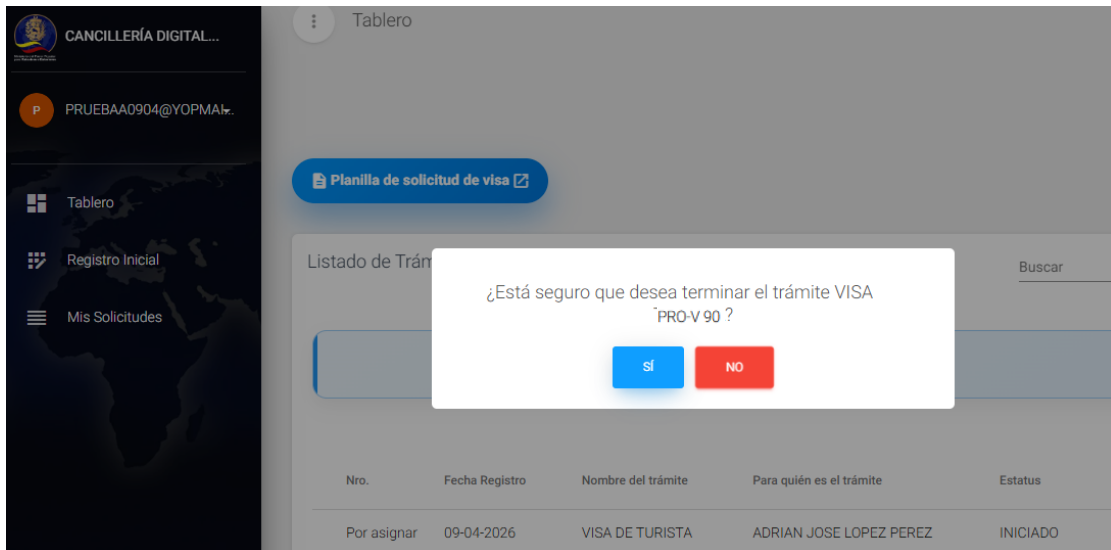 CANCILLERÍA DIGITAL...
Tablero
P PRUEBAA0904@YOPMAI...
Planilla de solicitud de visa
Tablero
Registro Inicial
Mis Solicitudes
Listado de Trám
Buscar
¿Está seguro que desea terminar el trámite VISA
PRO-V 90 ?
SÍ NO
Nro. Fecha Registro Nombre del trámite Para quién es el trámite Estatus
Por asignar 09-04-2026 VISA DE TURISTA ADRIAN JOSE LOPEZ PEREZ INICIADO